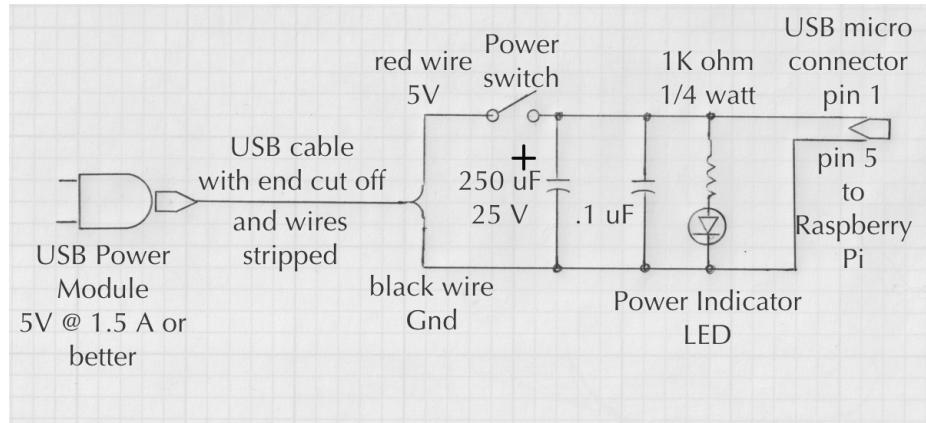 USB micro
connector
pin 1
Power
switch
red wire
5V
1K ohm
1/4 watt
USB cable
with end cut off
and wires
stripped
+
250 uF
25 V
.1 uF
pin 5
to
Raspberry
Pi
USB Power
Module
5V @ 1.5 A or
better
black wire
Gnd
Power Indicator
LED